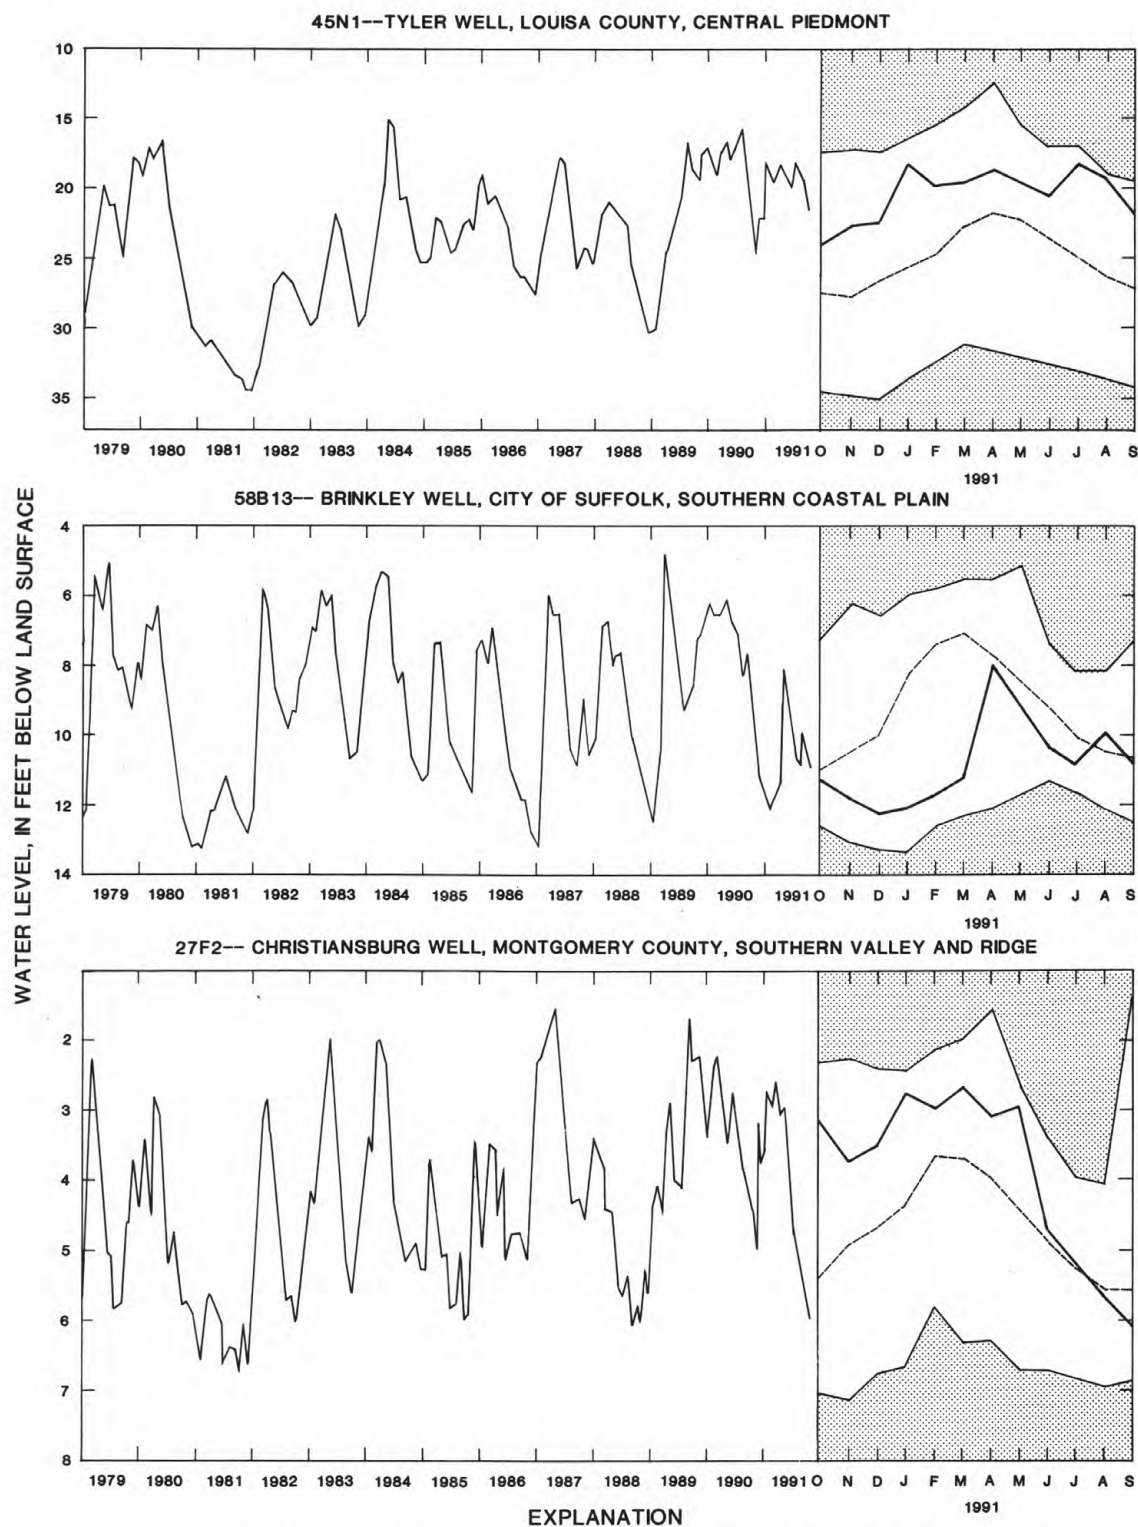 45N1--TYLER WELL, LOUISA COUNTY, CENTRAL PIEDMONT
10
15
20
25
30
35
1979 1980 1981 1982 1983 1984 1985 1986 1987 1988 1989 1990 1991 O N D J F M A M J J A S
1991
WATER LEVEL, IN FEET BELOW LAND SURFACE
58B13-- BRINKLEY WELL, CITY OF SUFFOLK, SOUTHERN COASTAL PLAIN
4
6
8
10
12
14
1979 1980 1981 1982 1983 1984 1985 1986 1987 1988 1989 1990 1991 O N D J F M A M J J A S
1991
27F2-- CHRISTIANSBURG WELL, MONTGOMERY COUNTY, SOUTHERN VALLEY AND RIDGE
2
3
4
5
6
7
8
1979 1980 1981 1982 1983 1984 1985 1986 1987 1988 1989 1990 1991 O N D J F M A M J J A S
1991
EXPLANATION